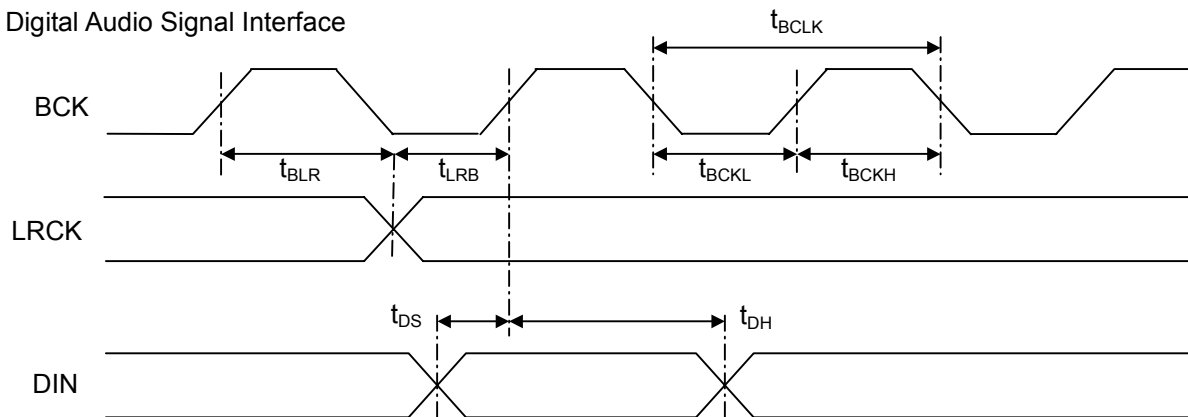 Digital Audio Signal Interface
tBCLK
BCK
tBLR tLRB tBCKL tBCKH
LRCK
tDS tDH
DIN